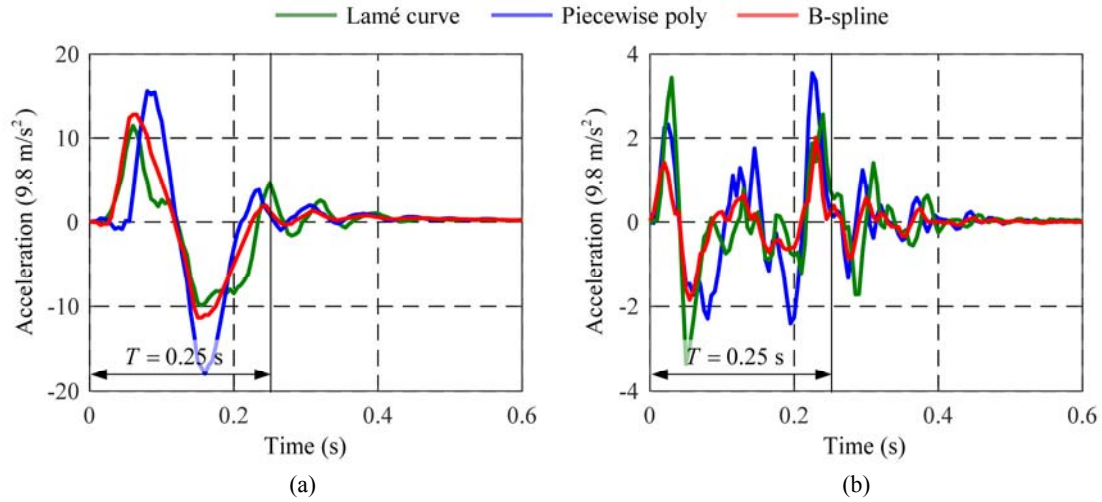 Lamé curve Piecewise poly B-spline
Acceleration (9.8 m/s²)
20
10
0
-10
-20
T = 0.25 s
0 0.2 0.4 0.6
Time (s)
(a)
Acceleration (9.8 m/s²)
4
2
0
-2
-4
T = 0.25 s
0 0.2 0.4 0.6
Time (s)
(b)